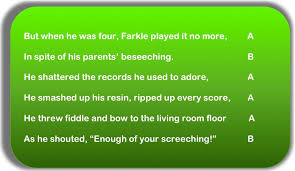 But when he was four, Farkle played it no more, A
In spite of his parents' beseeching. B
He shattered the records he used to adore, A
He smashed up his resin, ripped up every score, A
He threw fiddle and bow to the living room floor A
As he shouted, “Enough of your screeching!” B